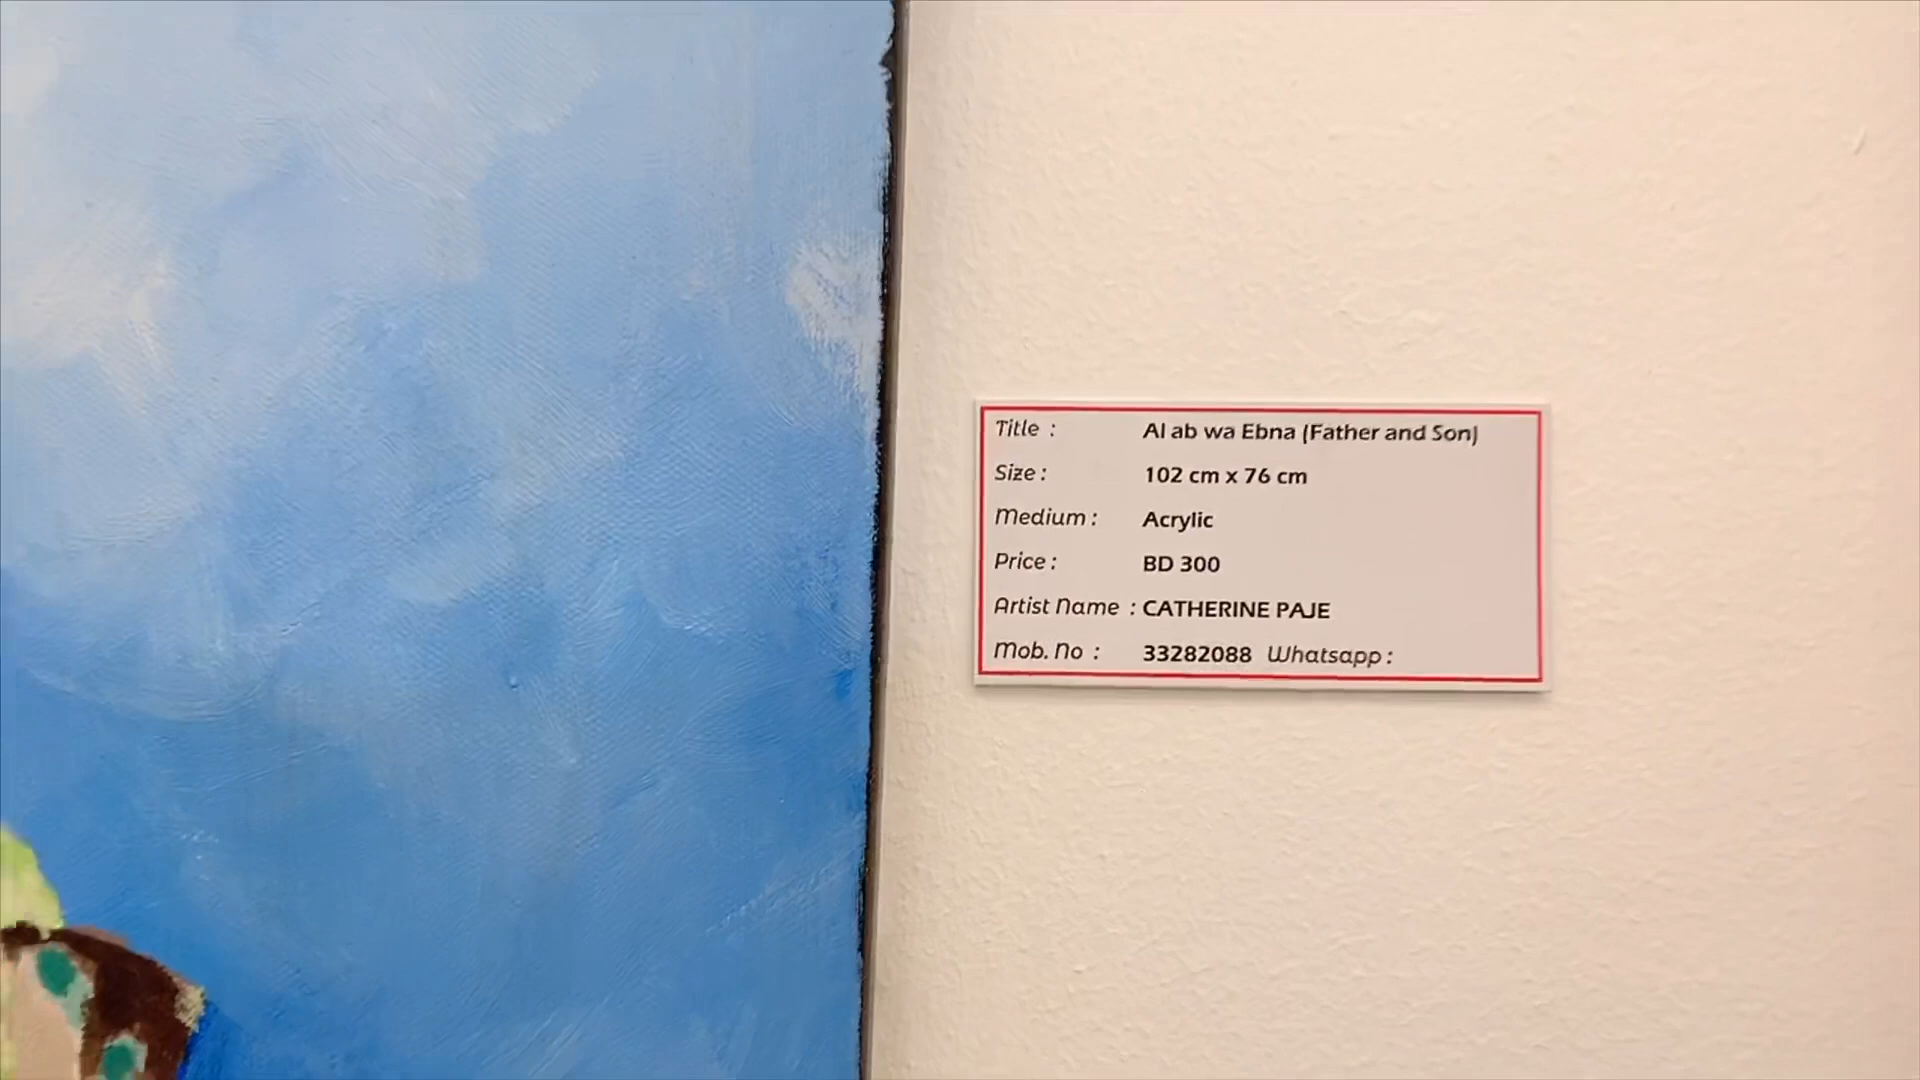 Title : Al ab wa Ebna (Father and Son)
Size : 102 cm x 76 cm
Medium : Acrylic
Price : BD 300
Artist Name : CATHERINE PAJE
Mob. No : 33282088 Whatsapp :